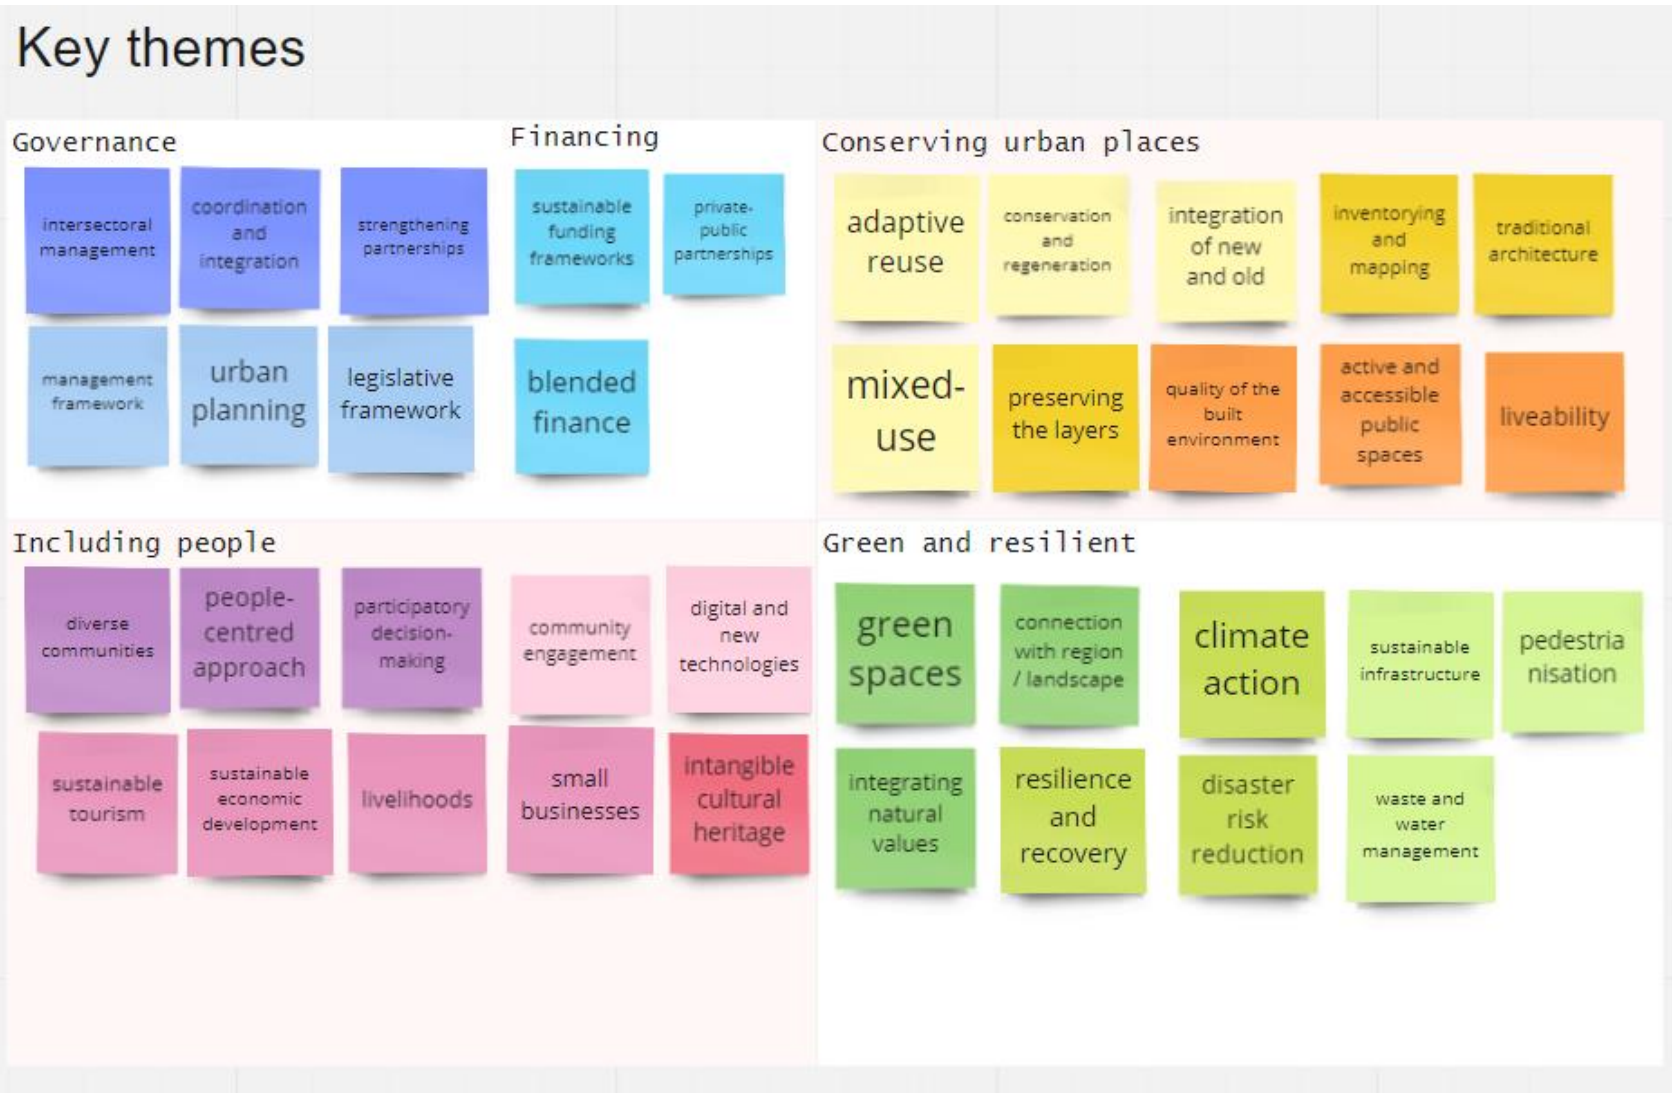 Key themes
Governance
intersectoral
management
coordination
and
integration
strengthening
partnerships
management
framework
urban
planning
legislative
framework
Financing
sustainable
funding
frameworks
private-
public
partnerships
blended
finance
Conserving urban places
adaptive
reuse
conservation
and
regeneration
integration
of new
and old
inventorying
and
mapping
traditional
architecture
mixed-
use
preserving
the layers
quality of the
built
environment
active and
accessible
public
spaces
liveability
Including people
diverse
communities
people-
centred
approach
participatory
decision-
making
community
engagement
digital and
new
technologies
sustainable
tourism
sustainable
economic
development
livelihoods
small
businesses
intangible
cultural
heritage
Green and resilient
green
spaces
connection
with region
/ landscape
climate
action
sustainable
infrastructure
pedestria
nisation
integrating
natural
values
resilience
and
recovery
disaster
risk
reduction
waste and
water
management